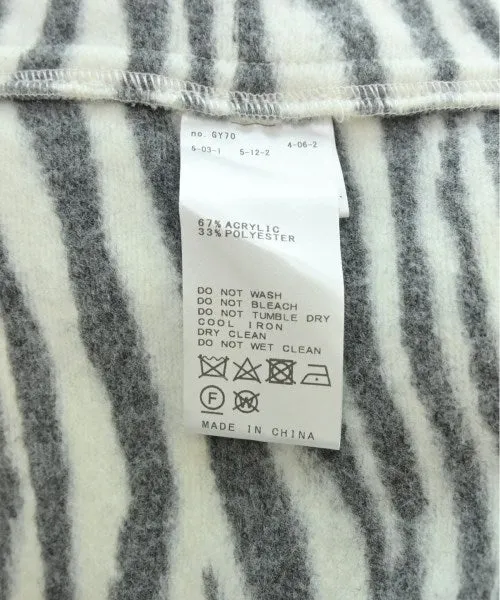 no. GY70
5-03-1 5-12-2 4-06-2
67% ACRYLIC
33% POLYESTER
DO NOT WASH
DO NOT BLEACH
DO NOT TUMBLE DRY
COOL IRON
DRY CLEAN
DO NOT WET CLEAN
F W
MADE IN CHINA